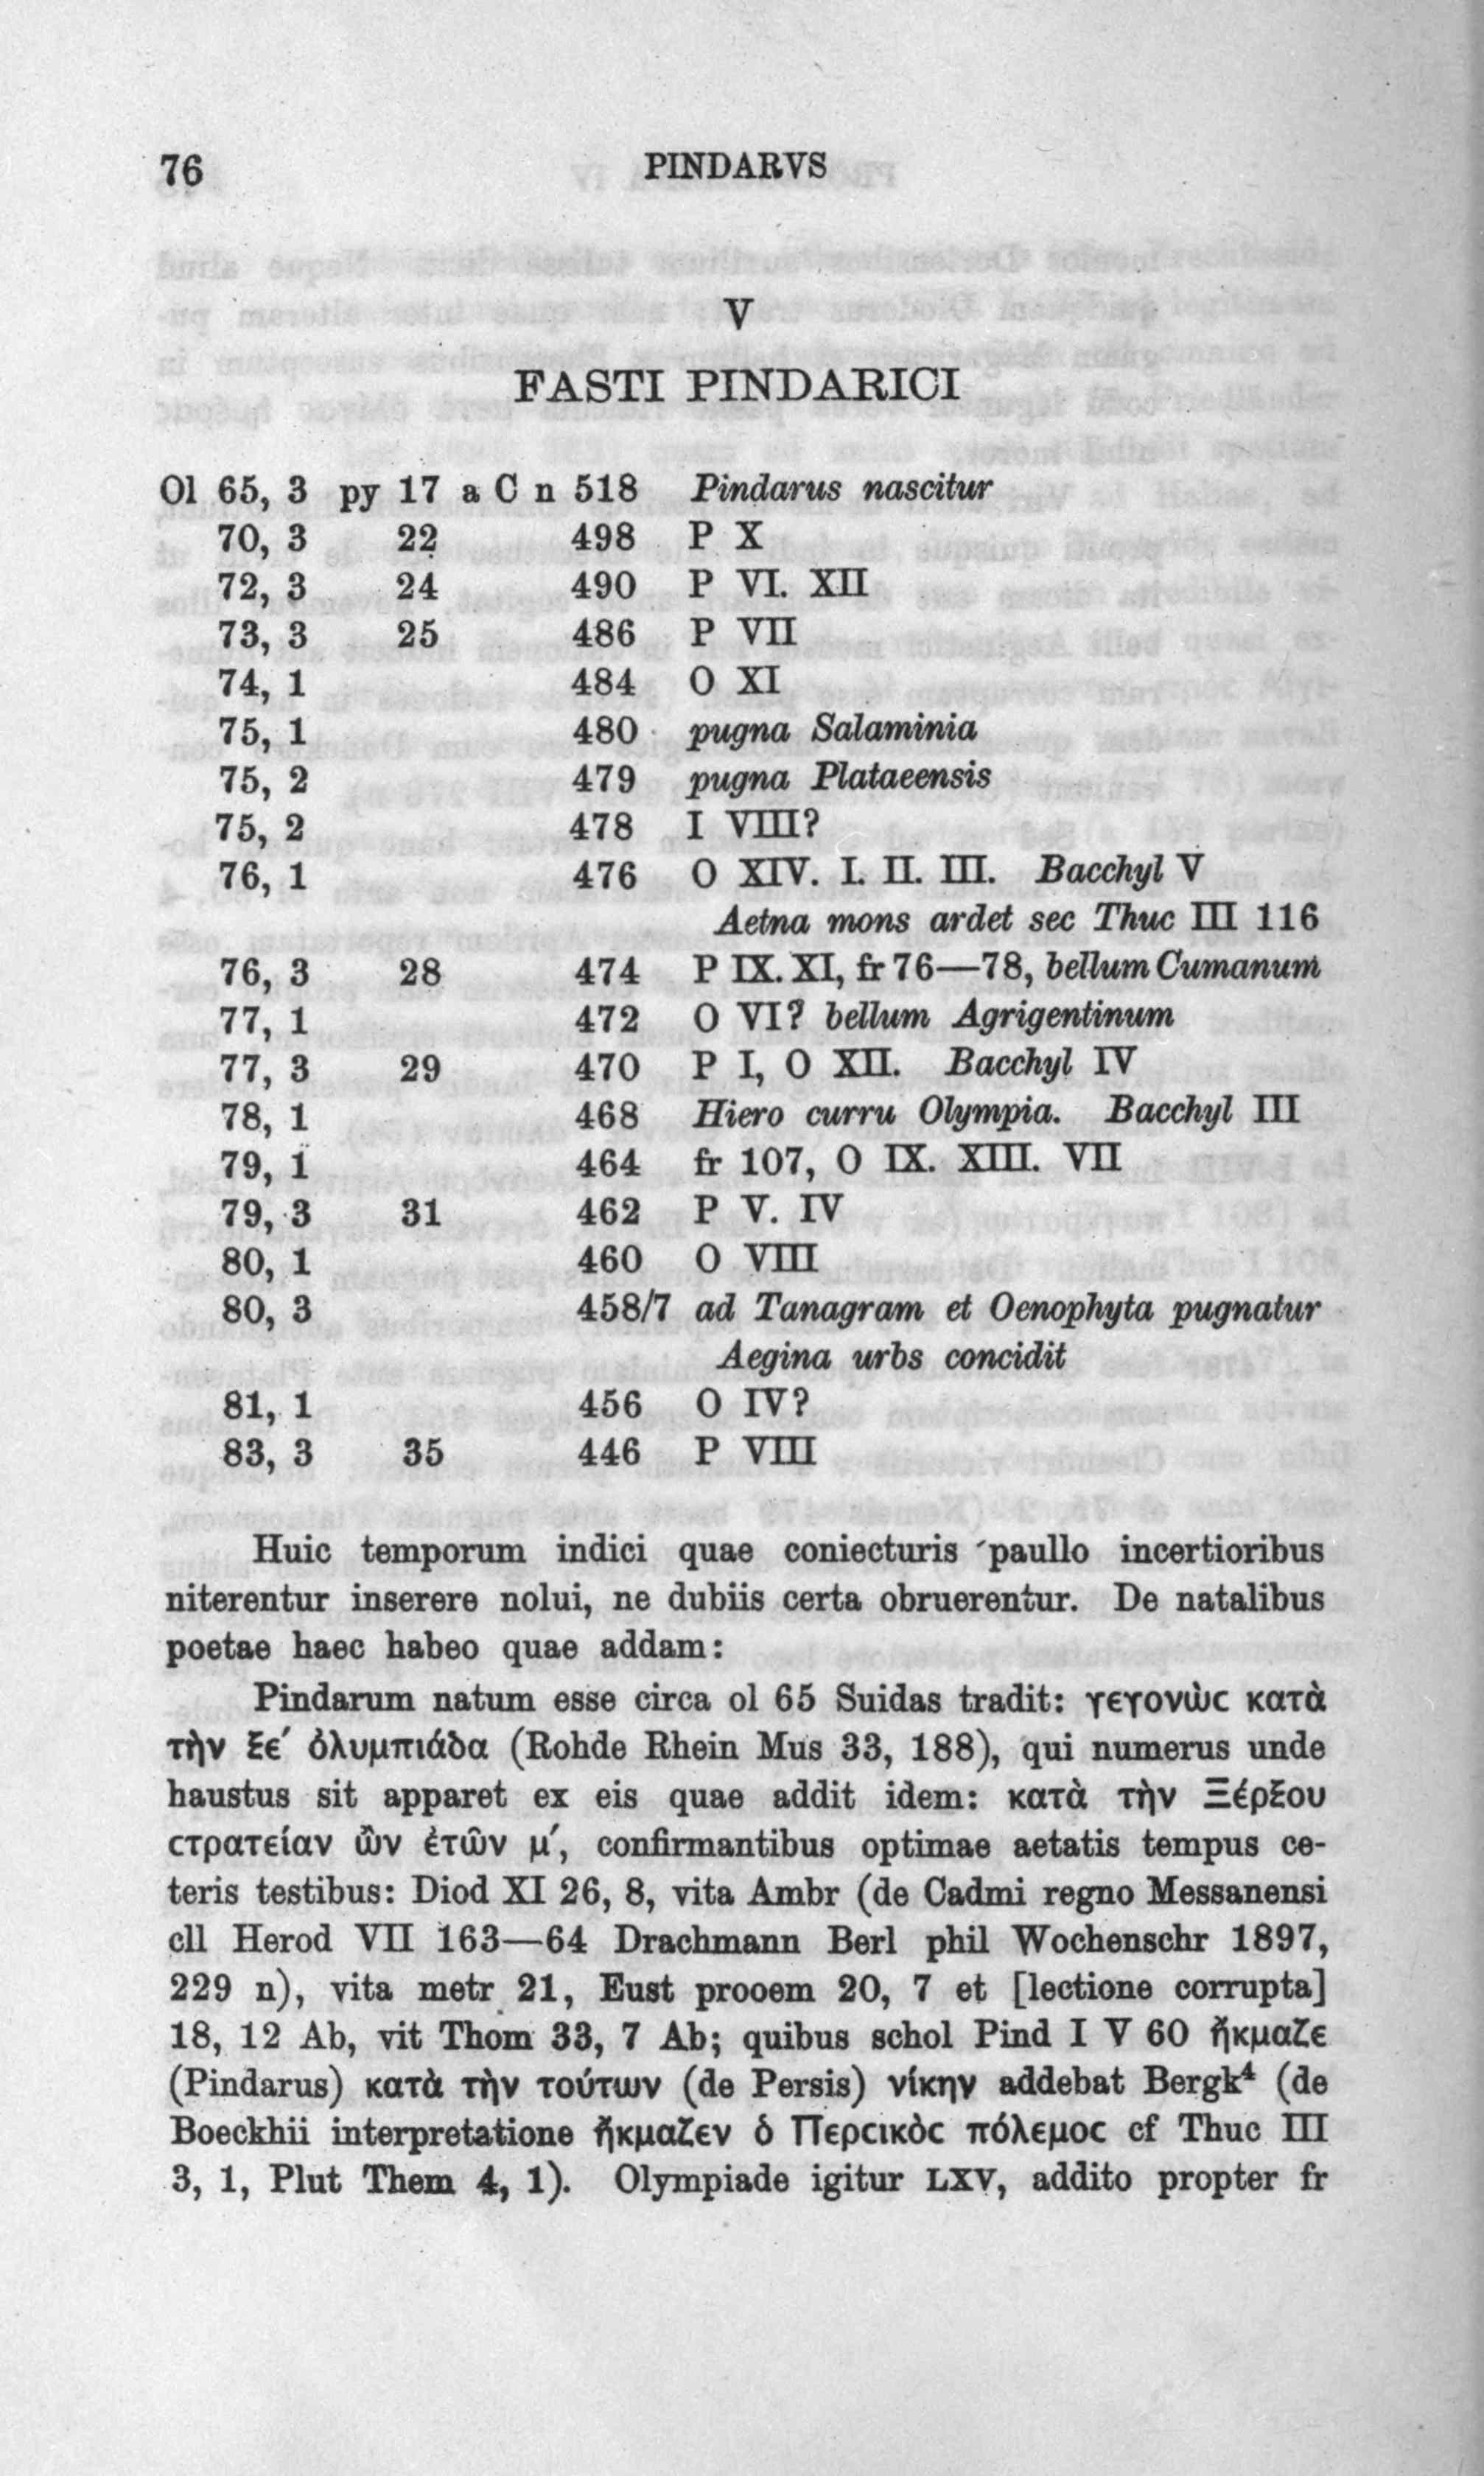 76
PINDARVS
V
FASTI PINDARICI
Ol 65, 3 py 17 a C n 518 Pindarus nascitur
70, 3 22 498 P X
72, 3 24 490 P VI. XII
73, 3 25 486 P VII
74, 1 484 O XI
75, 1 480 pugna Salaminia
75, 2 479 pugna Plataeensis
75, 2 478 I VIII?
76, 1 476 O XIV. I. II. III. Bacchyl V
Aetna mons ardet sec Thuc III 116
76, 3 28 474 P IX. XI, fr 76—78, bellum Cumanum
77, 1 472 O VI? bellum Agrigentinum
77, 3 29 470 P I, O XII. Bacchyl IV
78, 1 468 Hiero curru Olympia. Bacchyl III
79, 1 464 fr 107, O IX. XIII. VII
79, 3 31 462 P V. IV
80, 1 460 O VIII
80, 3 458/7 ad Tanagram et Oenophyta pugnatur
Aegina urbs concidit
81, 1 456 O IV?
83, 3 35 446 P VIII
Huic temporum indici quae coniecturis paullo incertioribus
niterentur inserere nolui, ne dubiis certa obruerentur. De natalibus
poetae haec habeo quae addam:
Pindarum natum esse circa ol 65 Suidas tradit: γεγονὼϲ κατὰ
τὴν ξε′ ὀλυμπιάδα (Rohde Rhein Mus 33, 188), qui numerus unde
haustus sit apparet ex eis quae addit idem: κατὰ τὴν Ξέρξου
ϲτρατείαν ὢν ἐτῶν μ′, confirmantibus optimae aetatis tempus ce-
teris testibus: Diod XI 26, 8, vita Ambr (de Cadmi regno Messanensi
cll Herod VII 163—64 Drachmann Berl phil Wochenschr 1897,
229 n), vita metr 21, Eust prooem 20, 7 et [lectione corrupta]
18, 12 Ab, vit Thom 33, 7 Ab; quibus schol Pind I V 60 ἤκμαζε
(Pindarus) κατὰ τὴν τούτων (de Persis) νίκην addebat Bergk⁴ (de
Boeckhii interpretatione ἤκμαζεν ὁ Περϲικὸϲ πόλεμοϲ cf Thuc III
3, 1, Plut Them 4, 1). Olympiade igitur LXV, addito propter fr